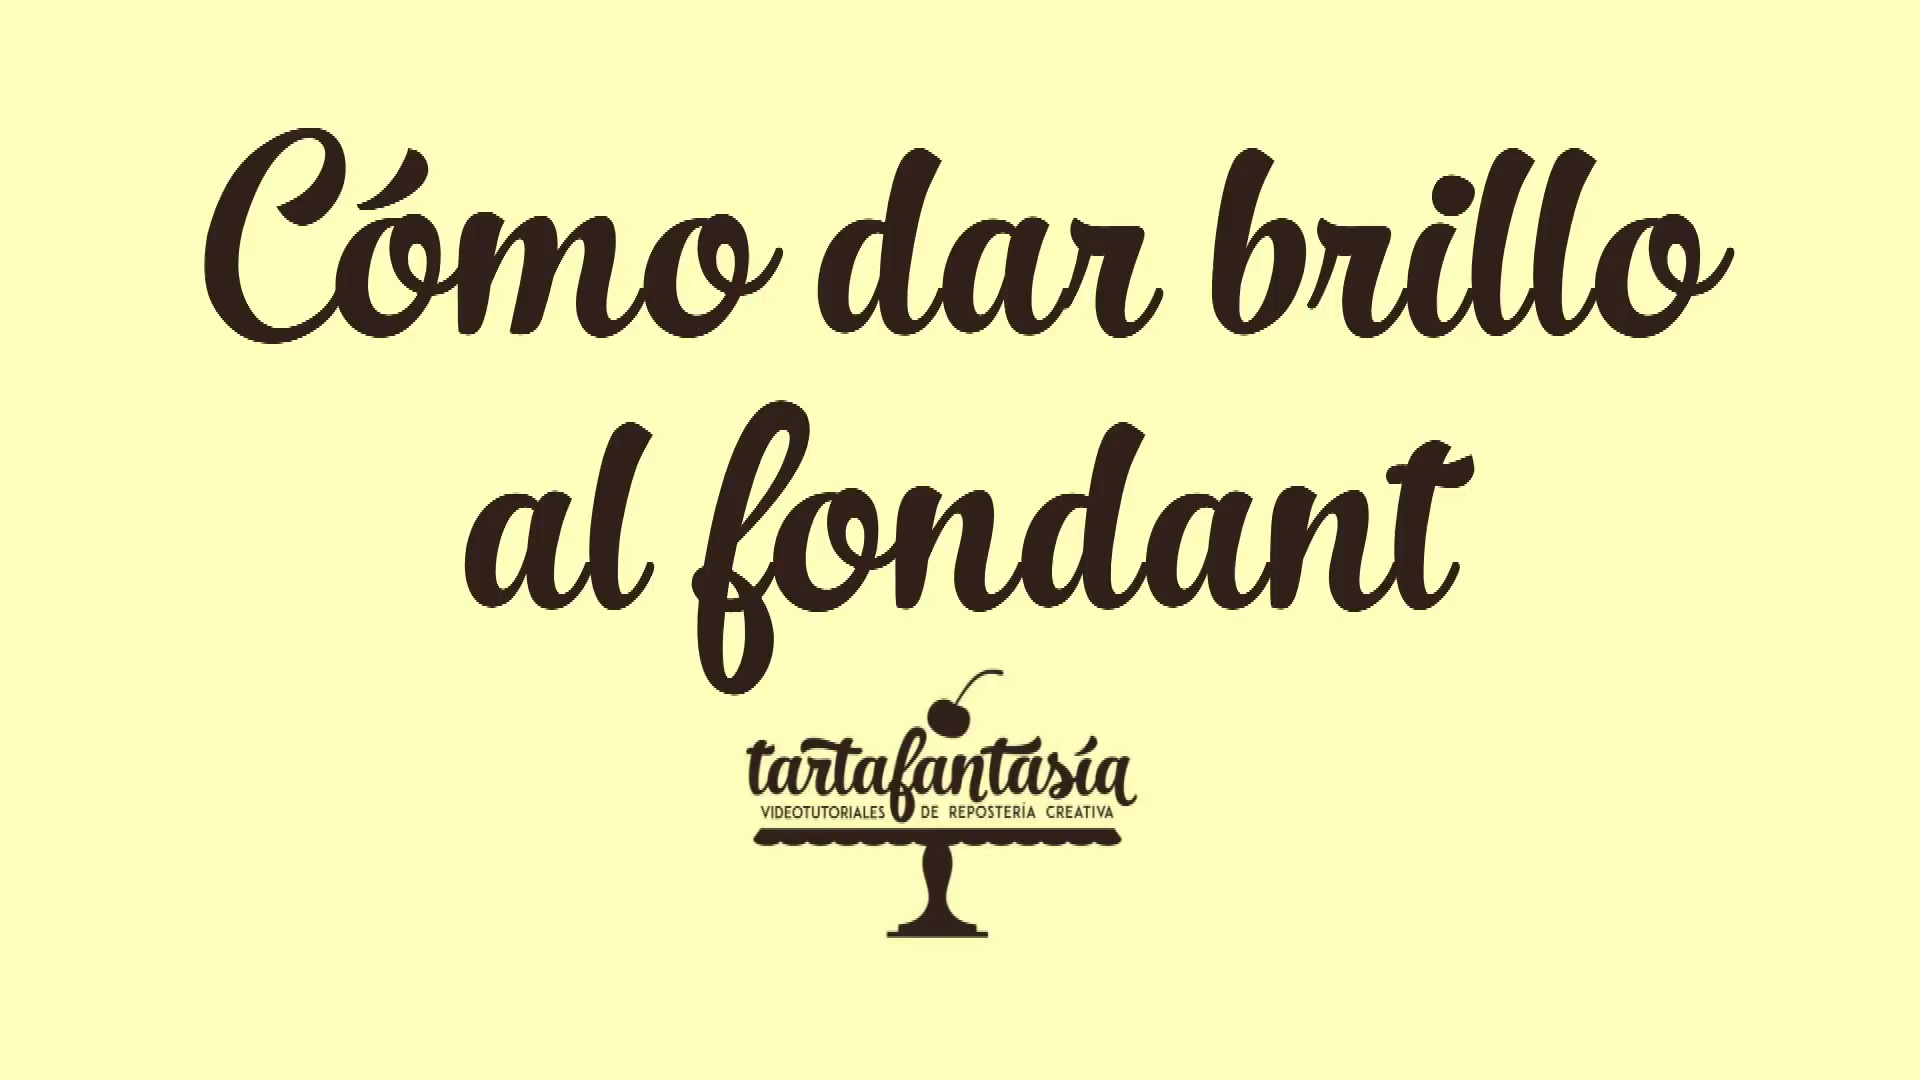 Cómo dar brillo
al fondant
tartafantasía
VIDEOTUTORIALES DE REPOSTERÍA CREATIVA